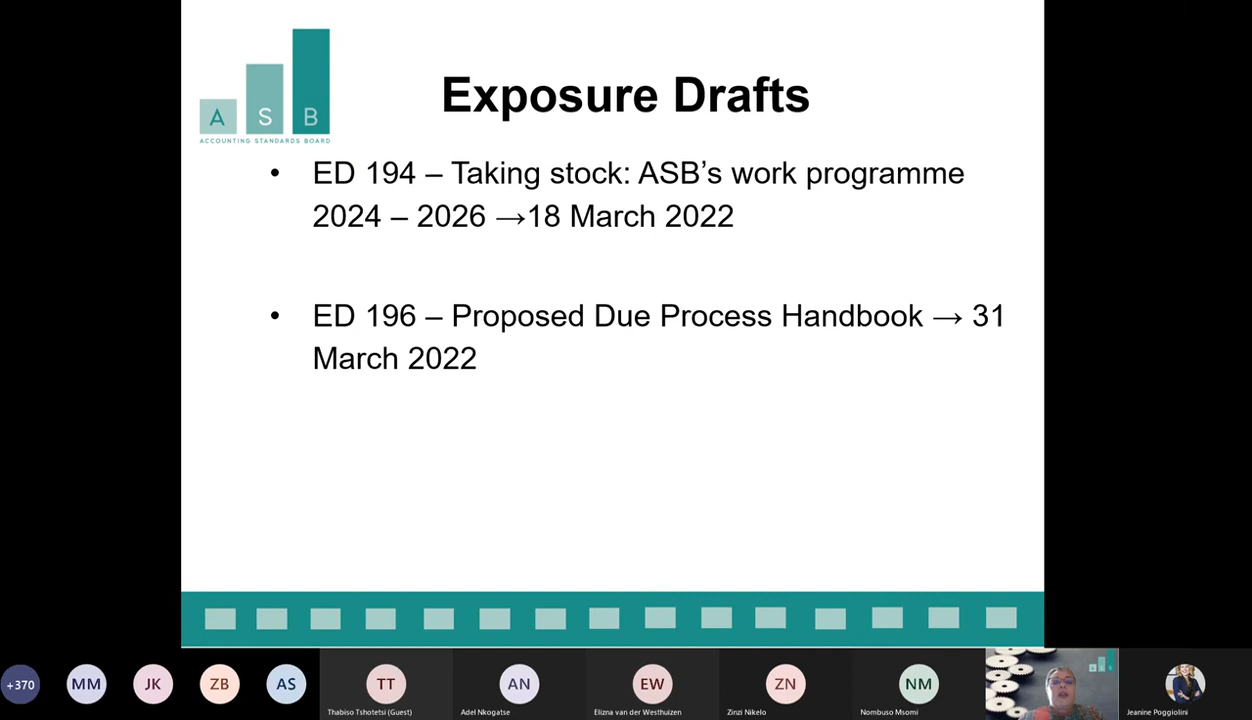 A S B
ACCOUNTING STANDARDS BOARD
Exposure Drafts
• ED 194 – Taking stock: ASB’s work programme
2024 – 2026 →18 March 2022
• ED 196 – Proposed Due Process Handbook → 31
March 2022
+370 MM JK ZB AS TT AN EW ZN NM
Thabiso Tshotetsi (Guest) Adel Nkogatse Elizna van der Westhuizen Zinzi Nikelo Nombuso Msomi Jeanine Poggiolini